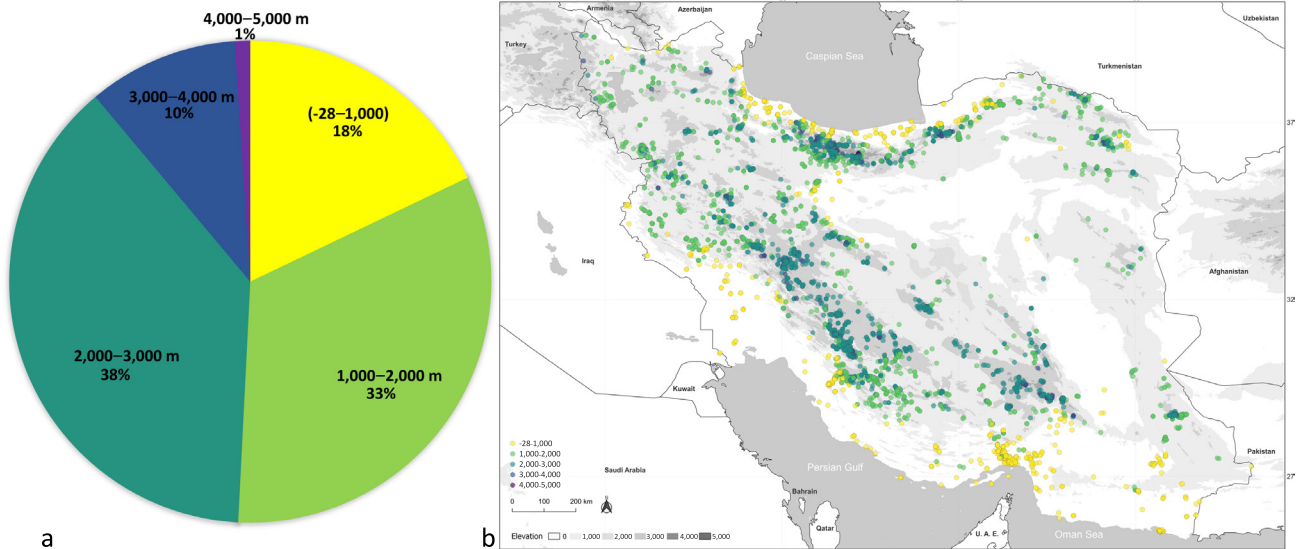 4,000–5,000 m
1%
3,000–4,000 m
10%
(-28–1,000)
18%
2,000–3,000 m
38%
1,000–2,000 m
33%
a
Armenia
Azerbaijan
Uzbekistan
Turkey
Caspian Sea
Turkmenistan
37°
Iraq
Afghanistan
32°
Kuwait
-28-1,000
1,000-2,000
2,000-3,000
3,000-4,000
4,000-5,000
Saudi Arabia
Persian Gulf
Pakistan
27°
0 100 200 km
Bahrain
Qatar
U. A. E.
Oman Sea
b
Elevation 0 1,000 2,000 3,000 4,000 5,000